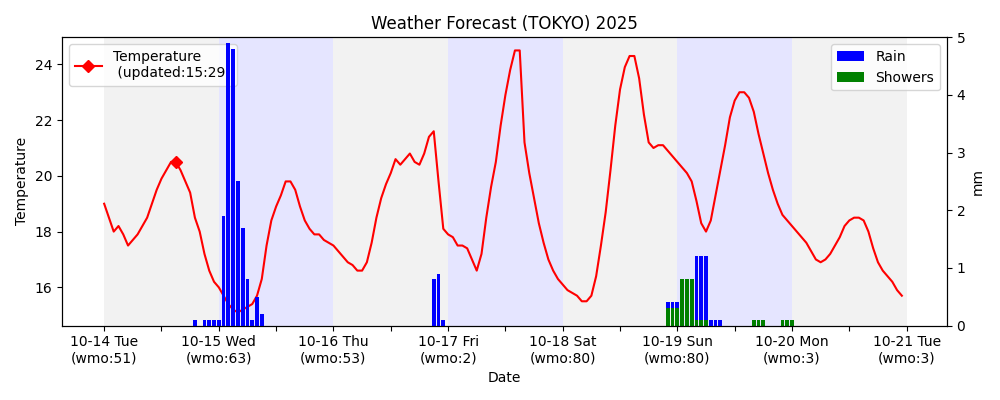 Weather Forecast (TOKYO) 2025
Temperature
(updated:15:29
Rain
Showers
Temperature
24
22
20
18
16
5
4
3
2
1
0
mm
10-14 Tue
(wmo:51)
10-15 Wed
(wmo:63)
10-16 Thu
(wmo:53)
10-17 Fri
(wmo:2)
10-18 Sat
(wmo:80)
10-19 Sun
(wmo:80)
10-20 Mon
(wmo:3)
10-21 Tue
(wmo:3)
Date